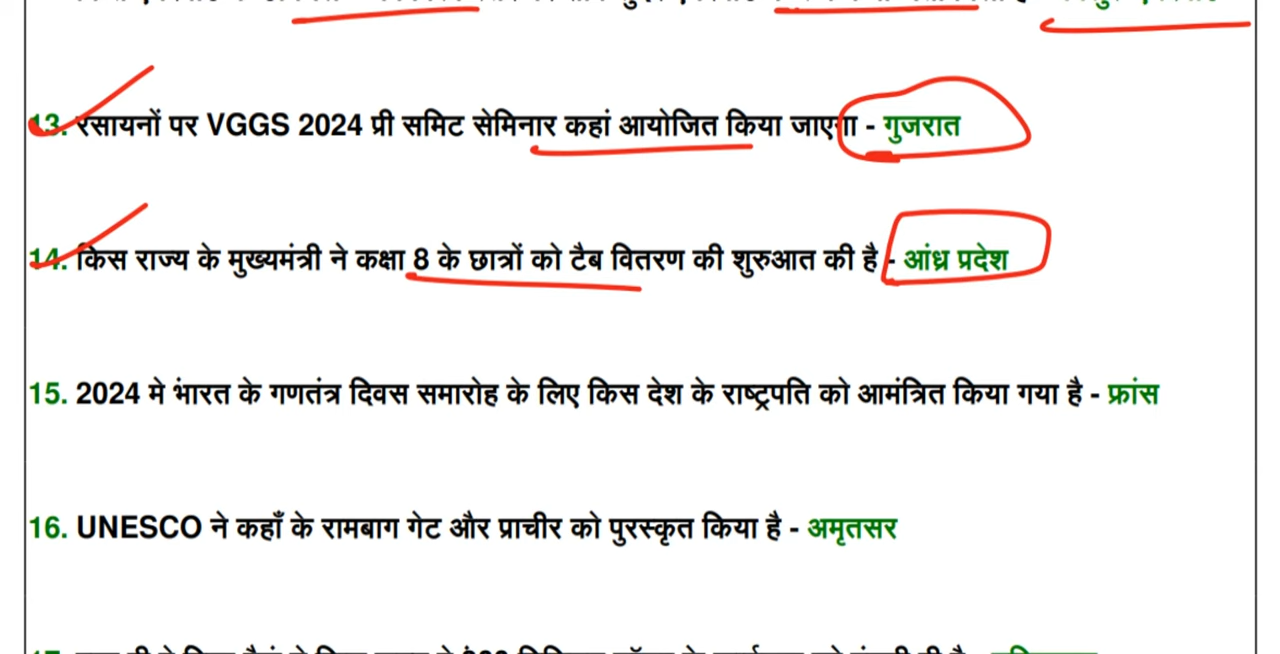 13. रसायनों पर VGGS 2024 प्री समिट सेमिनार कहां आयोजित किया जाएगा - गुजरात
14. किस राज्य के मुख्यमंत्री ने कक्षा 8 के छात्रों को टैब वितरण की शुरुआत की है - आंध्र प्रदेश
15. 2024 मे भारत के गणतंत्र दिवस समारोह के लिए किस देश के राष्ट्रपति को आमंत्रित किया गया है - फ्रांस
16. UNESCO ने कहाँ के रामबाग गेट और प्राचीर को पुरस्कृत किया है - अमृतसर